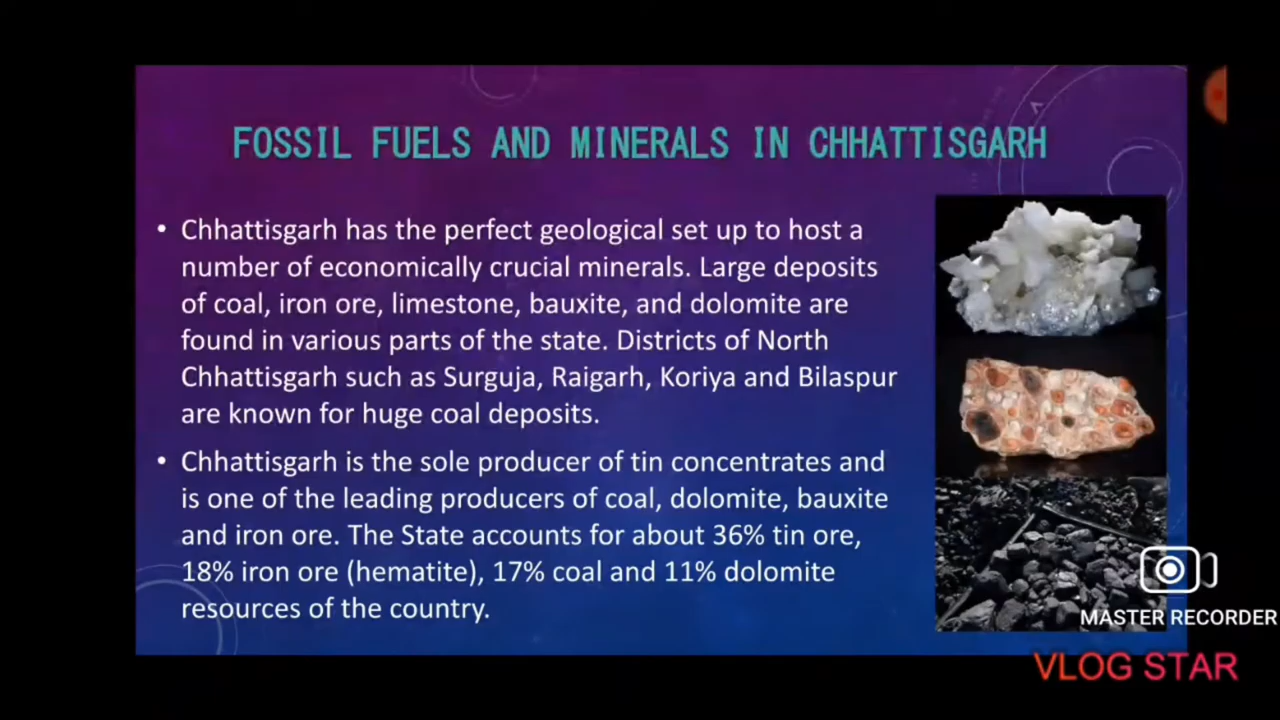 FOSSIL FUELS AND MINERALS IN CHHATTISGARH
• Chhattisgarh has the perfect geological set up to host a
number of economically crucial minerals. Large deposits
of coal, iron ore, limestone, bauxite, and dolomite are
found in various parts of the state. Districts of North
Chhattisgarh such as Surguja, Raigarh, Koriya and Bilaspur
are known for huge coal deposits.
• Chhattisgarh is the sole producer of tin concentrates and
is one of the leading producers of coal, dolomite, bauxite
and iron ore. The State accounts for about 36% tin ore,
18% iron ore (hematite), 17% coal and 11% dolomite
resources of the country.
MASTER RECORDER
VLOG STAR